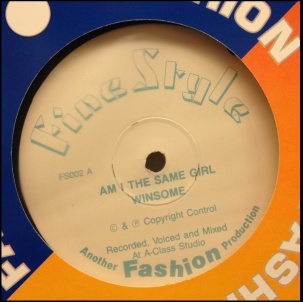 Fine Style
FS002 A
AM I THE SAME GIRL
WINSOME
© & ℗ Copyright Control
Recorded, Voiced and Mixed
At A-Class Studio
Another Fashion Production